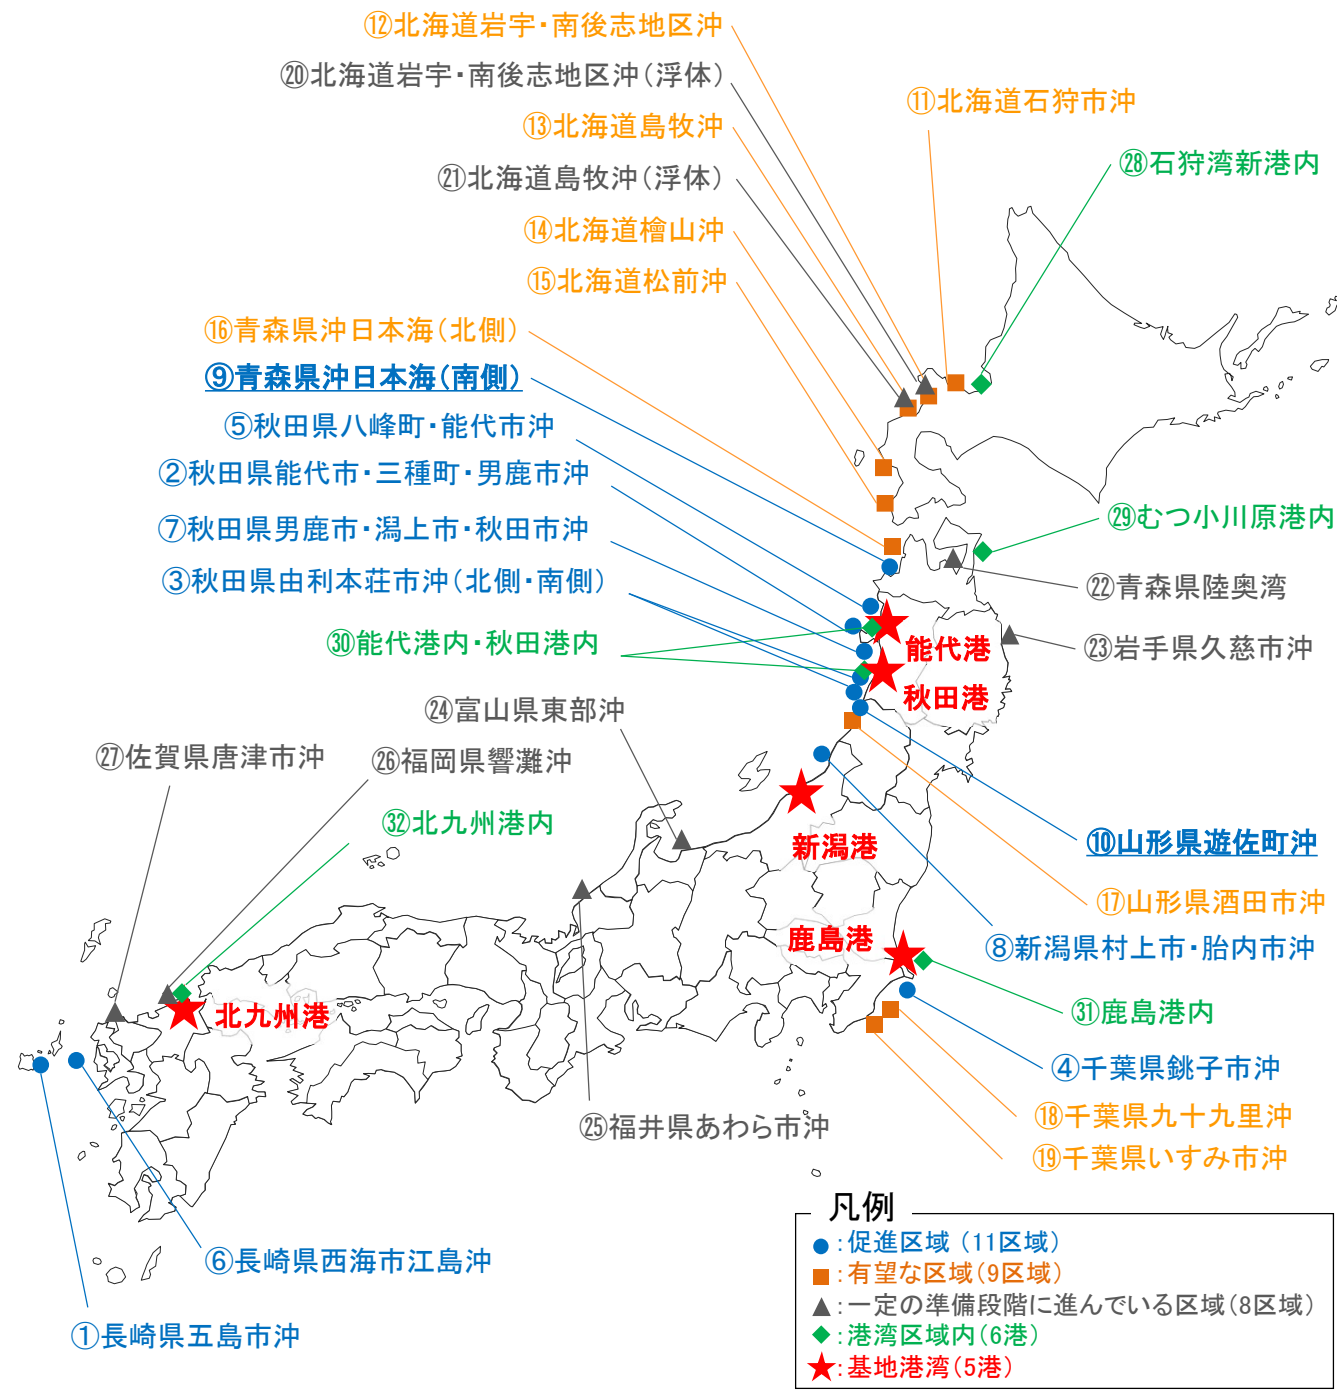 ⑫北海道岩宇・南後志地区沖
⑳北海道岩宇・南後志地区沖(浮体)
⑪北海道石狩市沖
⑬北海道島牧沖
㉘石狩湾新港内
㉑北海道島牧沖(浮体)
⑭北海道檜山沖
⑮北海道松前沖
⑯青森県沖日本海(北側)
⑨青森県沖日本海(南側)
⑤秋田県八峰町・能代市沖
②秋田県能代市・三種町・男鹿市沖
⑦秋田県男鹿市・潟上市・秋田市沖
㉙むつ小川原港内
③秋田県由利本荘市沖(北側・南側)
㉒青森県陸奥湾
㉚能代港内・秋田港内
能代港
㉓岩手県久慈市沖
秋田港
㉔富山県東部沖
㉗佐賀県唐津市沖
㉖福岡県響灘沖
㉜北九州港内
新潟港
⑩山形県遊佐町沖
⑰山形県酒田市沖
鹿島港
⑧新潟県村上市・胎内市沖
北九州港
㉛鹿島港内
④千葉県銚子市沖
⑱千葉県九十九里沖
㉕福井県あわら市沖
⑲千葉県いすみ市沖
⑥長崎県西海市江島沖
①長崎県五島市沖
凡例
●:促進区域(11区域)
■:有望な区域(9区域)
▲:一定の準備段階に進んでいる区域(8区域)
◆:港湾区域内(6港)
★:基地港湾(5港)